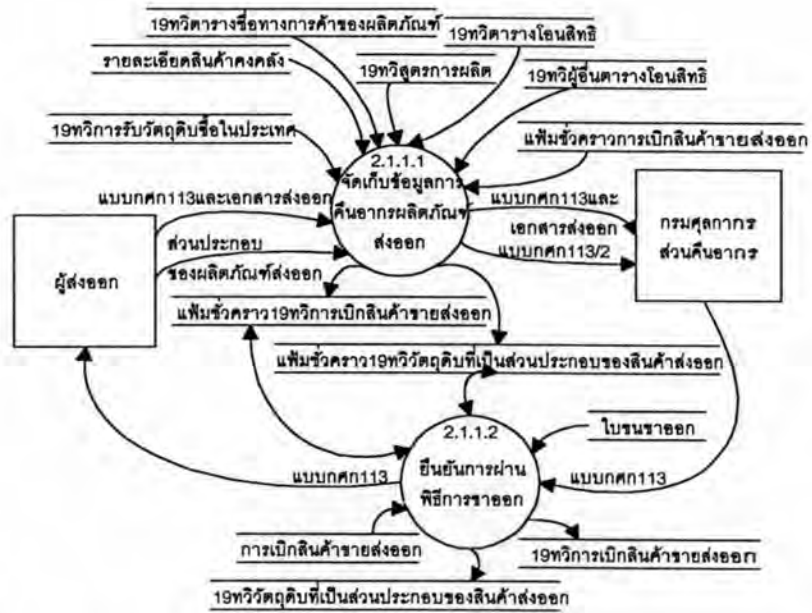 19ทวิตารางชื่อทางการค้าของผลิตภัณฑ์
19ทวิตารางโอนสิทธิ
รายละเอียดสินค้าคงคลัง
19ทวิสูตรการผลิต
19ทวิผู้อื่นตารางโอนสิทธิ
19ทวิการรับวัตถุดิบซื้อในประเทศ
แฟ้มชั่วคราวการเบิกสินค้าขายส่งออก
2.1.1.1
จัดเก็บข้อมูลการ
คืนอากรผลิตภัณฑ์
ส่งออก
แบบกศก113และเอกสารส่งออก
แบบกศก113และ
เอกสารส่งออก
แบบกศก113/2
กรมศุลกากร
ส่วนคืนอากร
ส่วนประกอบ
ของผลิตภัณฑ์ส่งออก
ผู้ส่งออก
แฟ้มชั่วคราว19ทวิการเบิกสินค้าขายส่งออก
แฟ้มชั่วคราว19ทวิวัตถุดิบที่เป็นส่วนประกอบของสินค้าส่งออก
2.1.1.2
ยืนยันการผ่าน
พิธีการขาออก
ใบขนขาออก
แบบกศก113
แบบกศก113
การเบิกสินค้าขายส่งออก
19ทวิการเบิกสินค้าขายส่งออก
19ทวิวัตถุดิบที่เป็นส่วนประกอบของสินค้าส่งออก